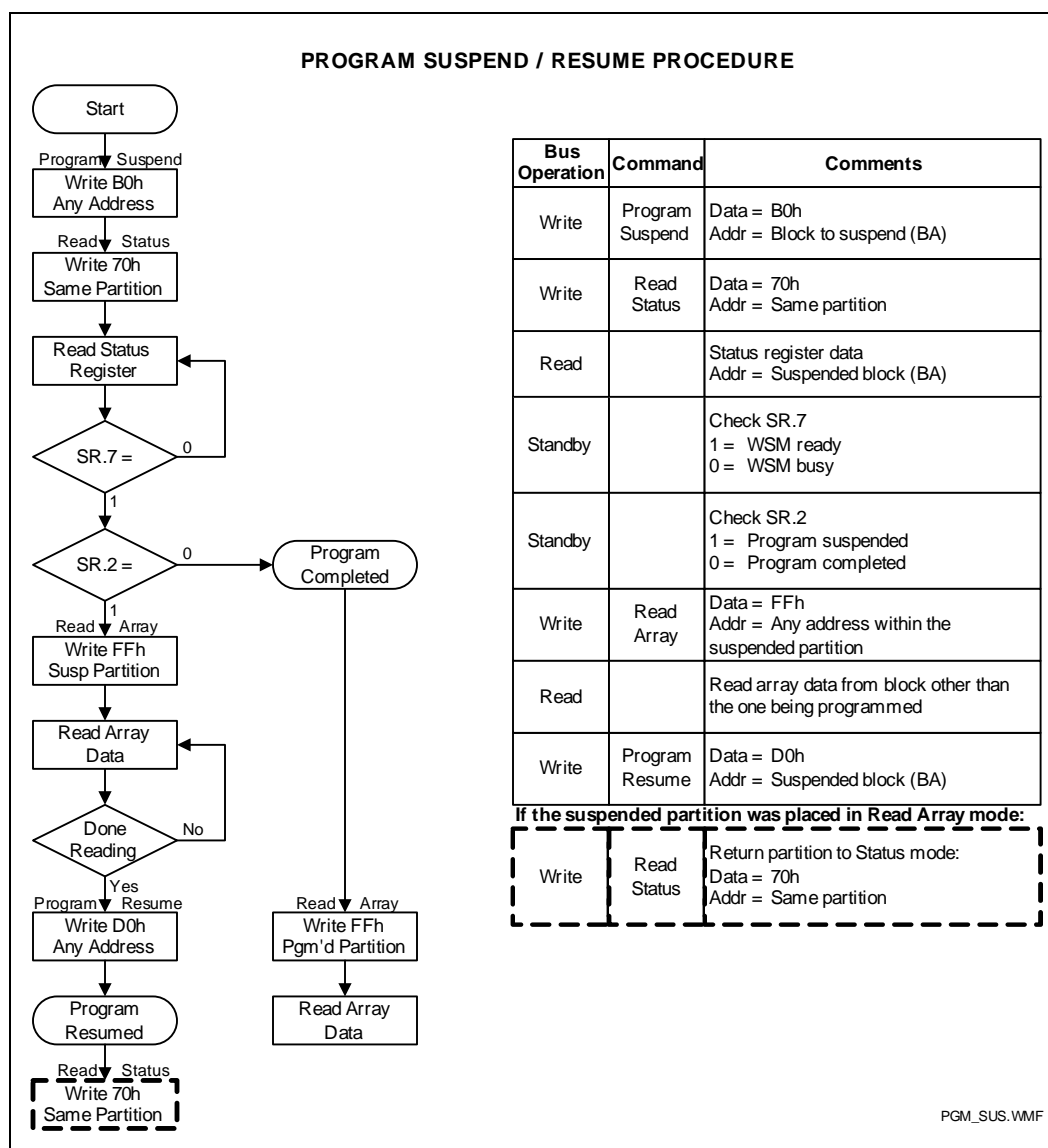 PROGRAM SUSPEND / RESUME PROCEDURE
Start
Program Suspend
Write B0h
Any Address
Read Status
Write 70h
Same Partition
Read Status
Register
SR.7 =
0
1
SR.2 =
0
Program
Completed
1
Read Array
Write FFh
Susp Partition
Read Array
Data
Done
Reading
No
Yes
Program Resume
Write D0h
Any Address
Read Array
Write FFh
Pgm'd Partition
Program
Resumed
Read Array
Data
Read Status
Write 70h
Same Partition
Bus
Operation
Command
Comments
Write
Program
Suspend
Data = B0h
Addr = Block to suspend (BA)
Write
Read
Status
Data = 70h
Addr = Same partition
Read
Status register data
Addr = Suspended block (BA)
Standby
Check SR.7
1 = WSM ready
0 = WSM busy
Standby
Check SR.2
1 = Program suspended
0 = Program completed
Write
Read
Array
Data = FFh
Addr = Any address within the
suspended partition
Read
Read array data from block other than
the one being programmed
Write
Program
Resume
Data = D0h
Addr = Suspended block (BA)
If the suspended partition was placed in Read Array mode:
Write
Read
Status
Return partition to Status mode:
Data = 70h
Addr = Same partition
PGM_SUS.WMF